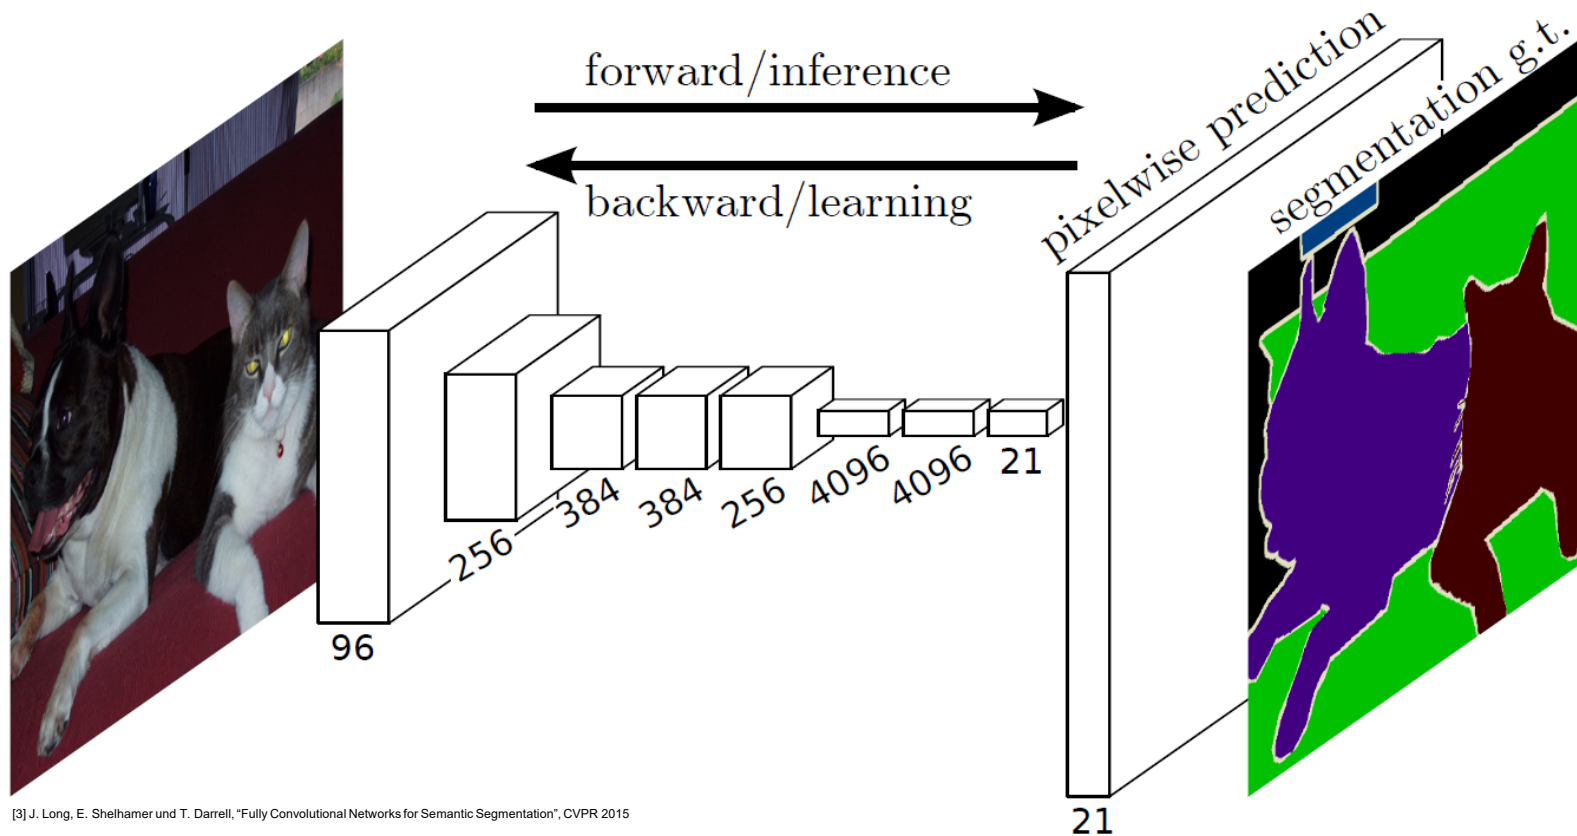 forward/inference
backward/learning
pixelwise prediction
segmentation g.t.
96
256
384
384
256
4096
4096
21
21
[3] J. Long, E. Shelhamer und T. Darrell, “Fully Convolutional Networks for Semantic Segmentation”, CVPR 2015